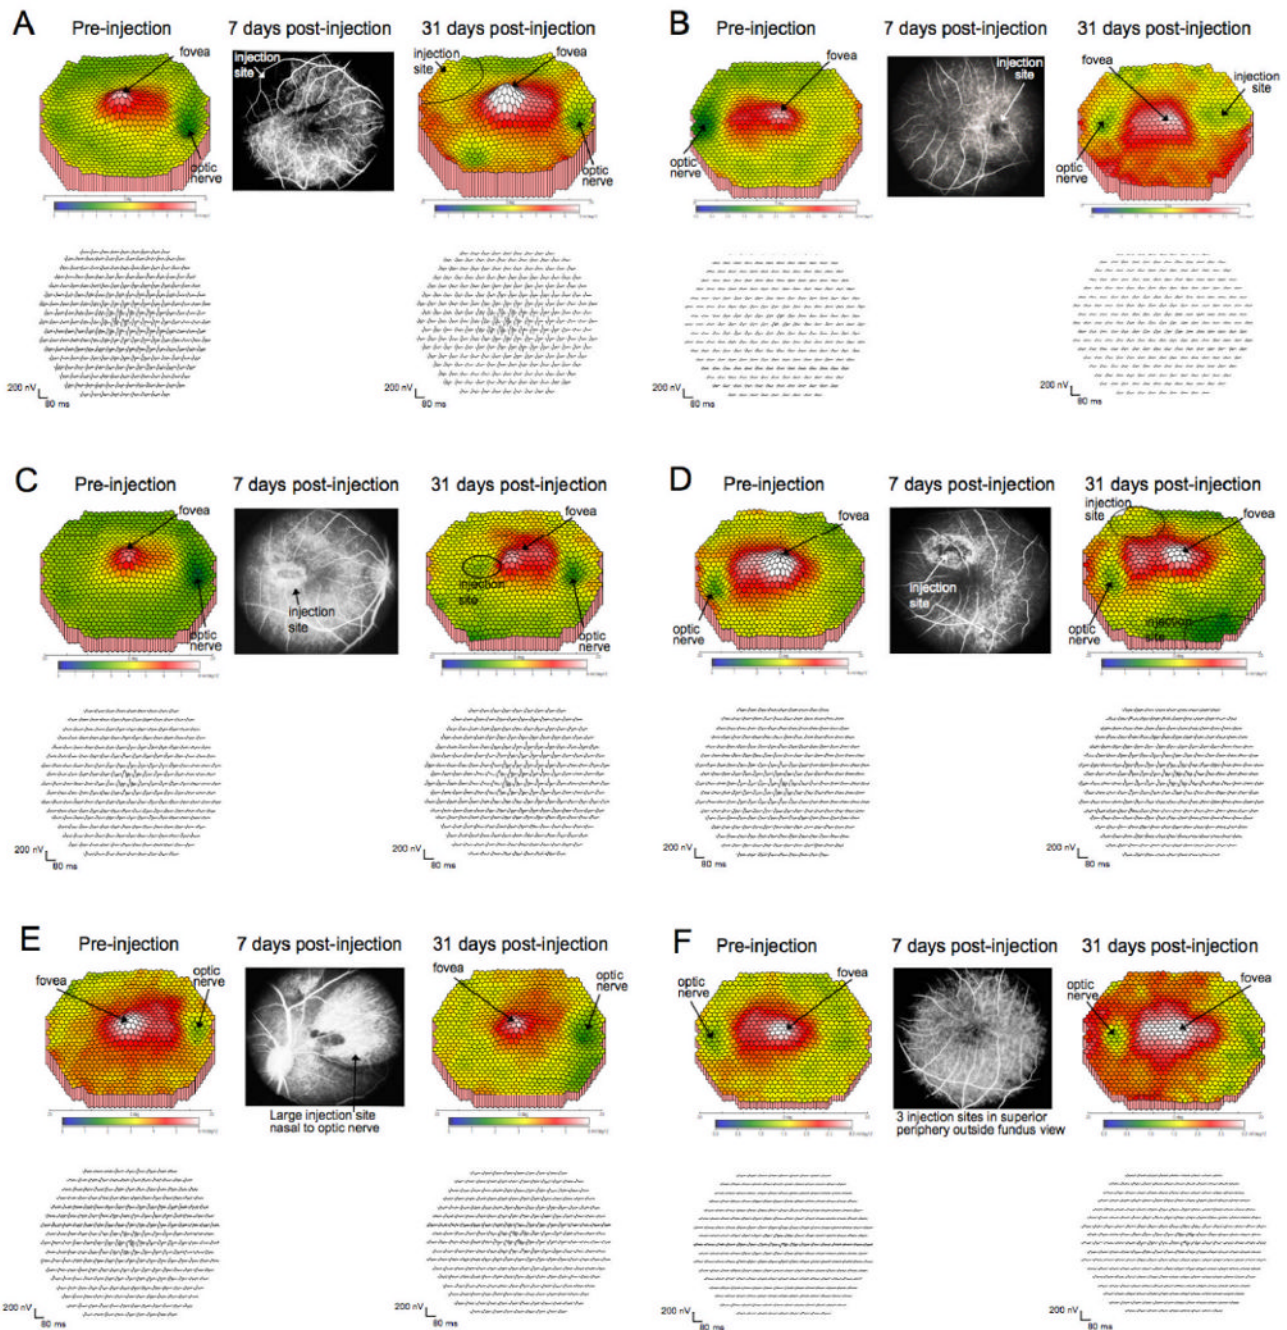 A
Pre-injection
7 days post-injection
31 days post-injection
fovea
injection
site
injection
site
fovea
optic
nerve
optic
nerve
200 nV
80 ms
200 nV
80 ms
B
Pre-injection
7 days post-injection
31 days post-injection
fovea
injection
site
fovea
injection
site
optic
nerve
optic
nerve
200 nV
80 ms
200 nV
80 ms
C
Pre-injection
7 days post-injection
31 days post-injection
fovea
injection
site
fovea
injection
site
optic
nerve
optic
nerve
200 nV
80 ms
200 nV
80 ms
D
Pre-injection
7 days post-injection
31 days post-injection
fovea
injection
site
injection
site
fovea
injection
site
optic
nerve
optic
nerve
200 nV
80 ms
200 nV
80 ms
E
Pre-injection
7 days post-injection
31 days post-injection
fovea
optic
nerve
fovea
optic
nerve
Large injection site
nasal to optic nerve
200 nV
80 ms
200 nV
80 ms
F
Pre-injection
7 days post-injection
31 days post-injection
optic
nerve
fovea
optic
nerve
fovea
3 injection sites in superior
periphery outside fundus view
200 nV
80 ms
200 nV
80 ms